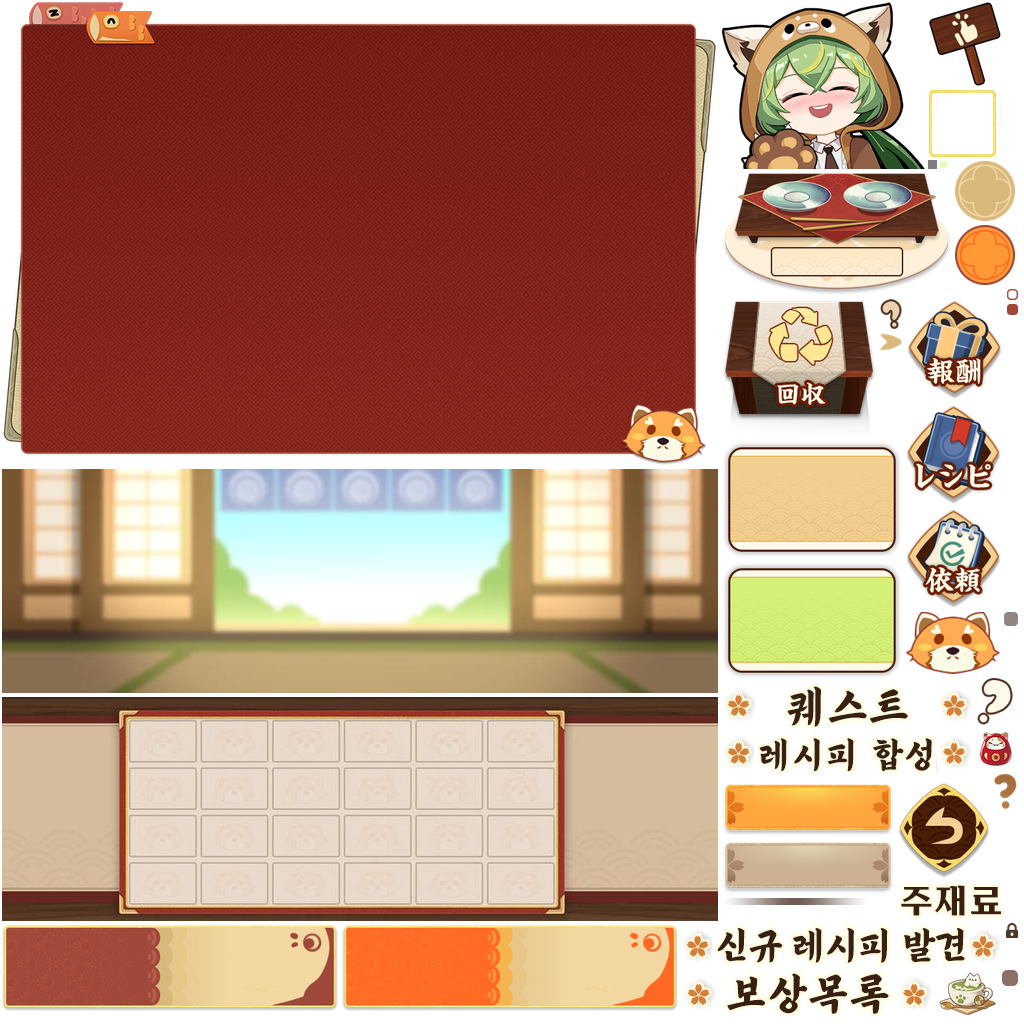 回収
報酬
レシピ
依頼
퀘스트
레시피 합성
주재료
신규 레시피 발견
보상목록